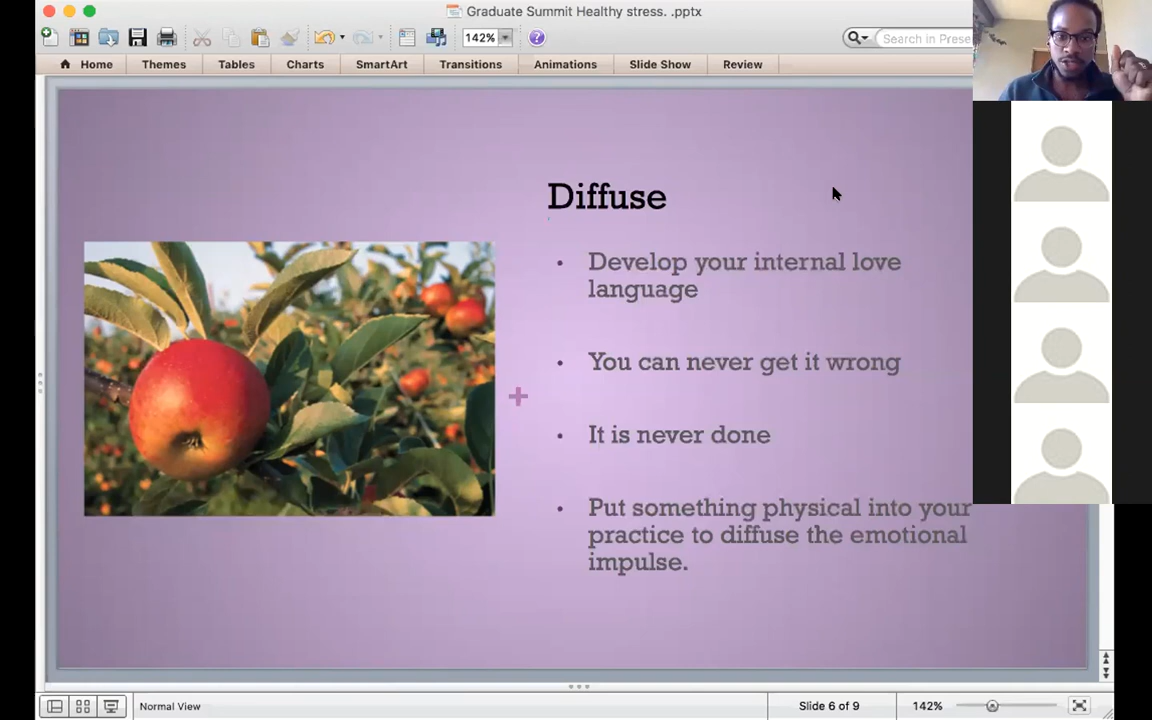 Graduate Summit Healthy stress. .pptx
142%
Search in Prese
Home Themes Tables Charts SmartArt Transitions Animations Slide Show Review
Diffuse
• Develop your internal love
language
• You can never get it wrong
• It is never done
• Put something physical into your
practice to diffuse the emotional
impulse.
Normal View Slide 6 of 9 142%